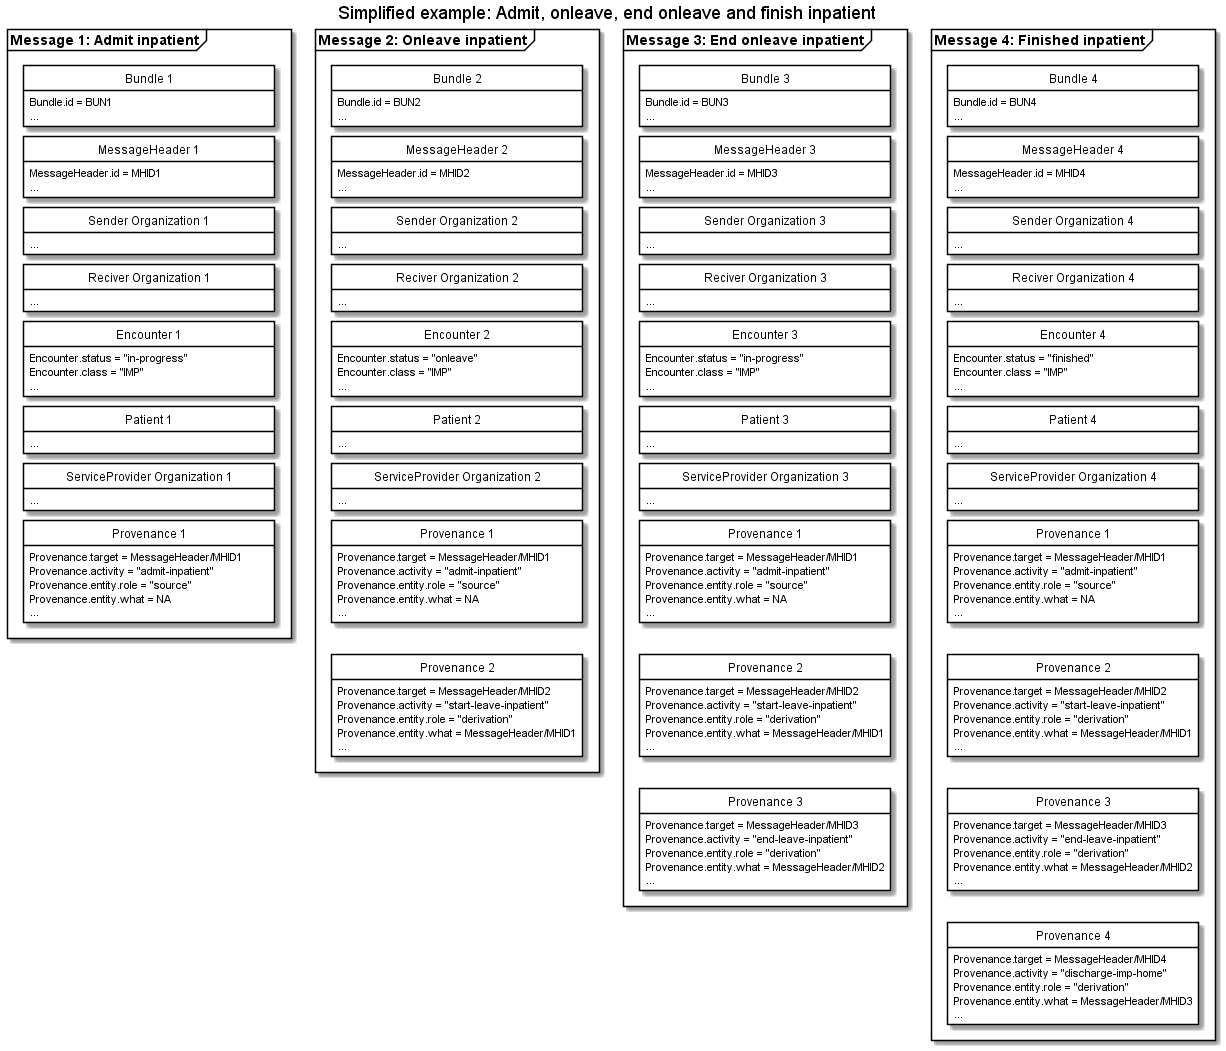 Simplified example: Admit, onleave, end onleave and finish inpatient
Message 1: Admit inpatient
Bundle 1
Bundle.id = BUN1
...
MessageHeader 1
MessageHeader.id = MHID1
...
Sender Organization 1
...
Reciver Organization 1
...
Encounter 1
Encounter.status = "in-progress"
Encounter.class = "IMP"
...
Patient 1
...
ServiceProvider Organization 1
...
Provenance 1
Provenance.target = MessageHeader/MHID1
Provenance.activity = "admit-inpatient"
Provenance.entity.role = "source"
Provenance.entity.what = NA
...
Message 2: Onleave inpatient
Bundle 2
Bundle.id = BUN2
...
MessageHeader 2
MessageHeader.id = MHID2
...
Sender Organization 2
...
Reciver Organization 2
...
Encounter 2
Encounter.status = "onleave"
Encounter.class = "IMP"
...
Patient 2
...
ServiceProvider Organization 2
...
Provenance 1
Provenance.target = MessageHeader/MHID1
Provenance.activity = "admit-inpatient"
Provenance.entity.role = "source"
Provenance.entity.what = NA
...
Provenance 2
Provenance.target = MessageHeader/MHID2
Provenance.activity = "start-leave-inpatient"
Provenance.entity.role = "derivation"
Provenance.entity.what = MessageHeader/MHID1
...
Message 3: End onleave inpatient
Bundle 3
Bundle.id = BUN3
...
MessageHeader 3
MessageHeader.id = MHID3
...
Sender Organization 3
...
Reciver Organization 3
...
Encounter 3
Encounter.status = "in-progress"
Encounter.class = "IMP"
...
Patient 3
...
ServiceProvider Organization 3
...
Provenance 1
Provenance.target = MessageHeader/MHID1
Provenance.activity = "admit-inpatient"
Provenance.entity.role = "source"
Provenance.entity.what = NA
...
Provenance 2
Provenance.target = MessageHeader/MHID2
Provenance.activity = "start-leave-inpatient"
Provenance.entity.role = "derivation"
Provenance.entity.what = MessageHeader/MHID1
...
Provenance 3
Provenance.target = MessageHeader/MHID3
Provenance.activity = "end-leave-inpatient"
Provenance.entity.role = "derivation"
Provenance.entity.what = MessageHeader/MHID2
...
Message 4: Finished inpatient
Bundle 4
Bundle.id = BUN4
...
MessageHeader 4
MessageHeader.id = MHID4
...
Sender Organization 4
...
Reciver Organization 4
...
Encounter 4
Encounter.status = "finished"
Encounter.class = "IMP"
...
Patient 4
...
ServiceProvider Organization 4
...
Provenance 1
Provenance.target = MessageHeader/MHID1
Provenance.activity = "admit-inpatient"
Provenance.entity.role = "source"
Provenance.entity.what = NA
...
Provenance 2
Provenance.target = MessageHeader/MHID2
Provenance.activity = "start-leave-inpatient"
Provenance.entity.role = "derivation"
Provenance.entity.what = MessageHeader/MHID1
...
Provenance 3
Provenance.target = MessageHeader/MHID3
Provenance.activity = "end-leave-inpatient"
Provenance.entity.role = "derivation"
Provenance.entity.what = MessageHeader/MHID2
...
Provenance 4
Provenance.target = MessageHeader/MHID4
Provenance.activity = "discharge-imp-home"
Provenance.entity.role = "derivation"
Provenance.entity.what = MessageHeader/MHID3
...